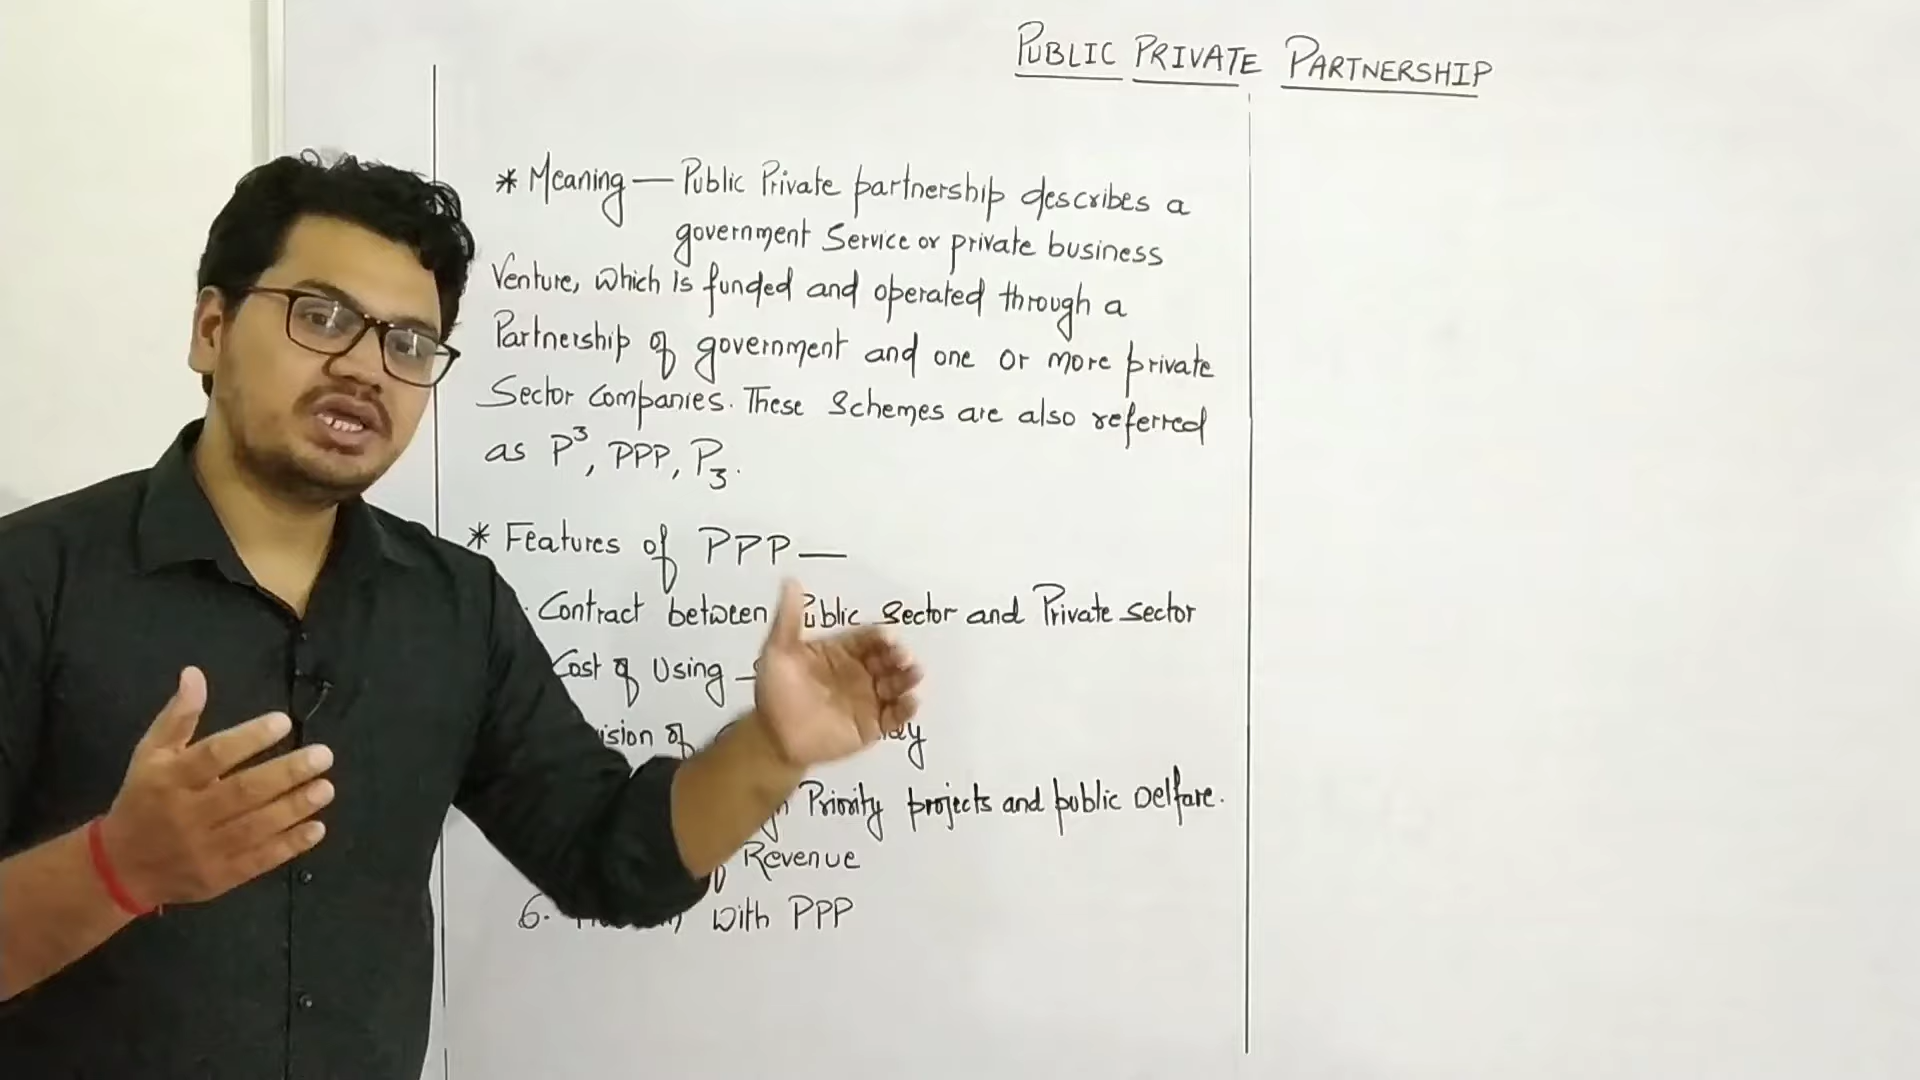 PUBLIC PRIVATE PARTNERSHIP
* Meaning — Public Private partnership describes a
government Service or private business
Venture, which is funded and operated through a
Partnership of government and one or more private
Sector Companies. These Schemes are also referred
as P³, PPP, P₃.
* Features of PPP —
Contract between Public Sector and Private sector
Cost of Using
of
Priority projects and public Welfare.
Revenue
6. with PPP